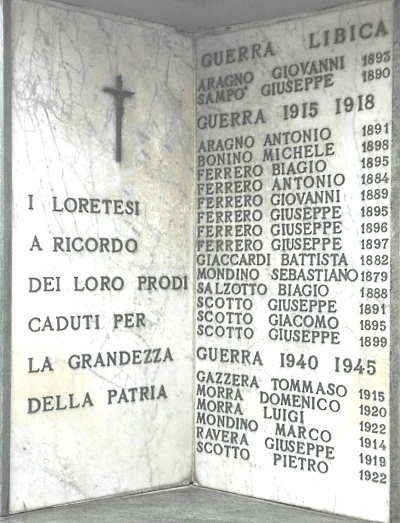 I LORETESI
A RICORDO
DEI LORO PRODI
CADUTI PER
LA GRANDEZZA
DELLA PATRIA
GUERRA LIBICA
ARAGNO GIOVANNI 1893
SAMPO' GIUSEPPE 1890
GUERRA 1915 1918
ARAGNO ANTONIO 1891
BONINO MICHELE 1898
FERRERO BIAGIO 1895
FERRERO ANTONIO 1884
FERRERO GIOVANNI 1889
FERRERO GIUSEPPE 1895
FERRERO GIUSEPPE 1896
FERRERO GIUSEPPE 1897
GIACCARDI BATTISTA 1882
MONDINO SEBASTIANO 1879
SALZOTTO BIAGIO 1888
SCOTTO GIUSEPPE 1891
SCOTTO GIACOMO 1895
SCOTTO GIUSEPPE 1899
GUERRA 1940 1945
GAZZERA TOMMASO 1915
MORRA DOMENICO 1920
MORRA LUIGI 1922
MONDINO MARCO 1914
RAVERA GIUSEPPE 1919
SCOTTO PIETRO 1922